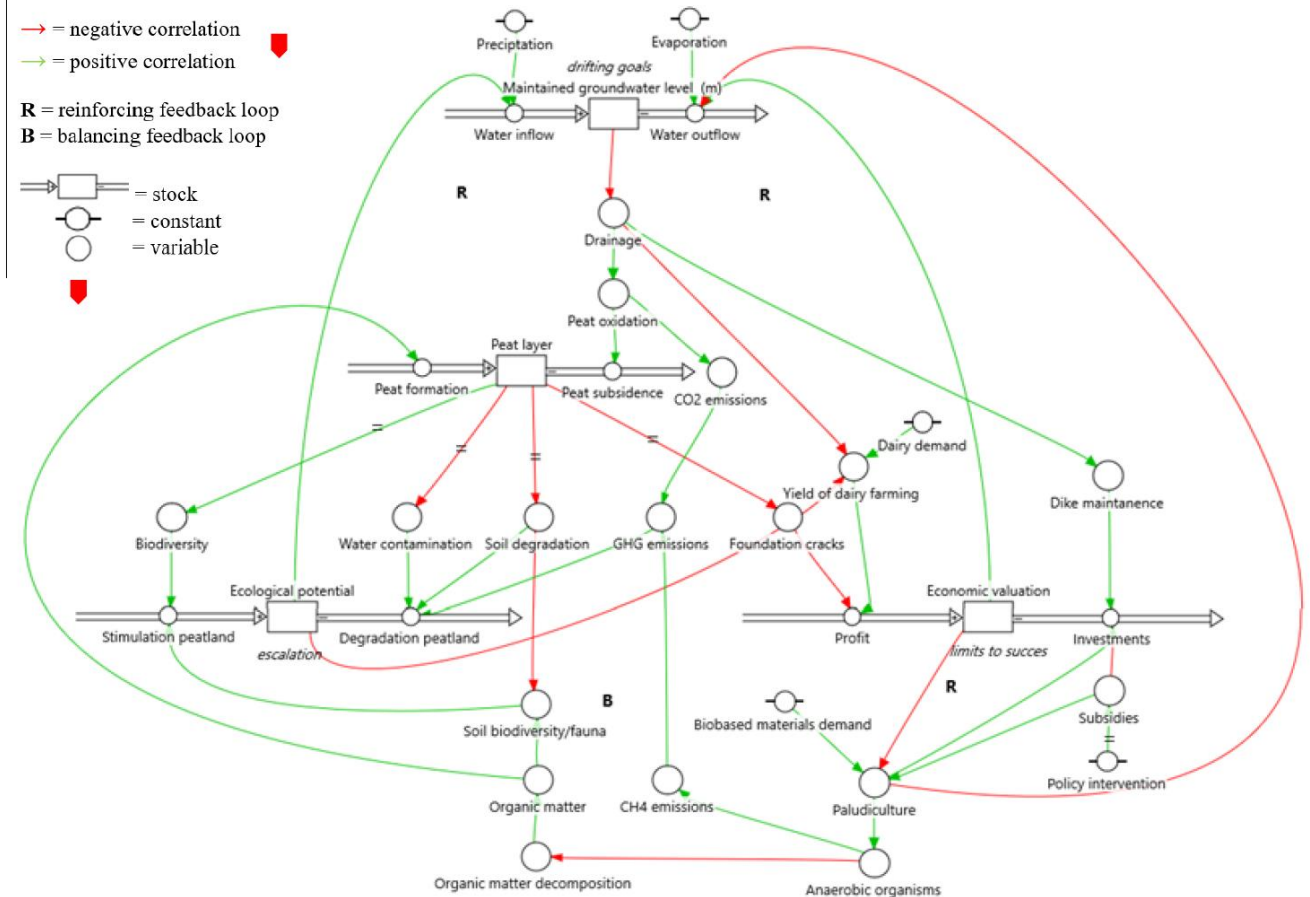 → = negative correlation
→ = positive correlation
R = reinforcing feedback loop
B = balancing feedback loop
= stock
= constant
= variable
Preciptation
Evaporation
drifting goals
Maintained groundwater level (m)
Water inflow
Water outflow
R
R
Drainage
Peat oxidation
Peat layer
Peat formation
Peat subsidence
CO2 emissions
Dairy demand
Yield of dairy farming
Dike maintanence
Biodiversity
Water contamination
Soil degradation
GHG emissions
Foundation cracks
Ecological potential
Economic valuation
Stimulation peatland
Degradation peatland
Profit
Investments
escalation
limits to succes
R
B
Biobased materials demand
Subsidies
Soil biodiversity/fauna
Policy intervention
Organic matter
CH4 emissions
Paludiculture
Organic matter decomposition
Anaerobic organisms